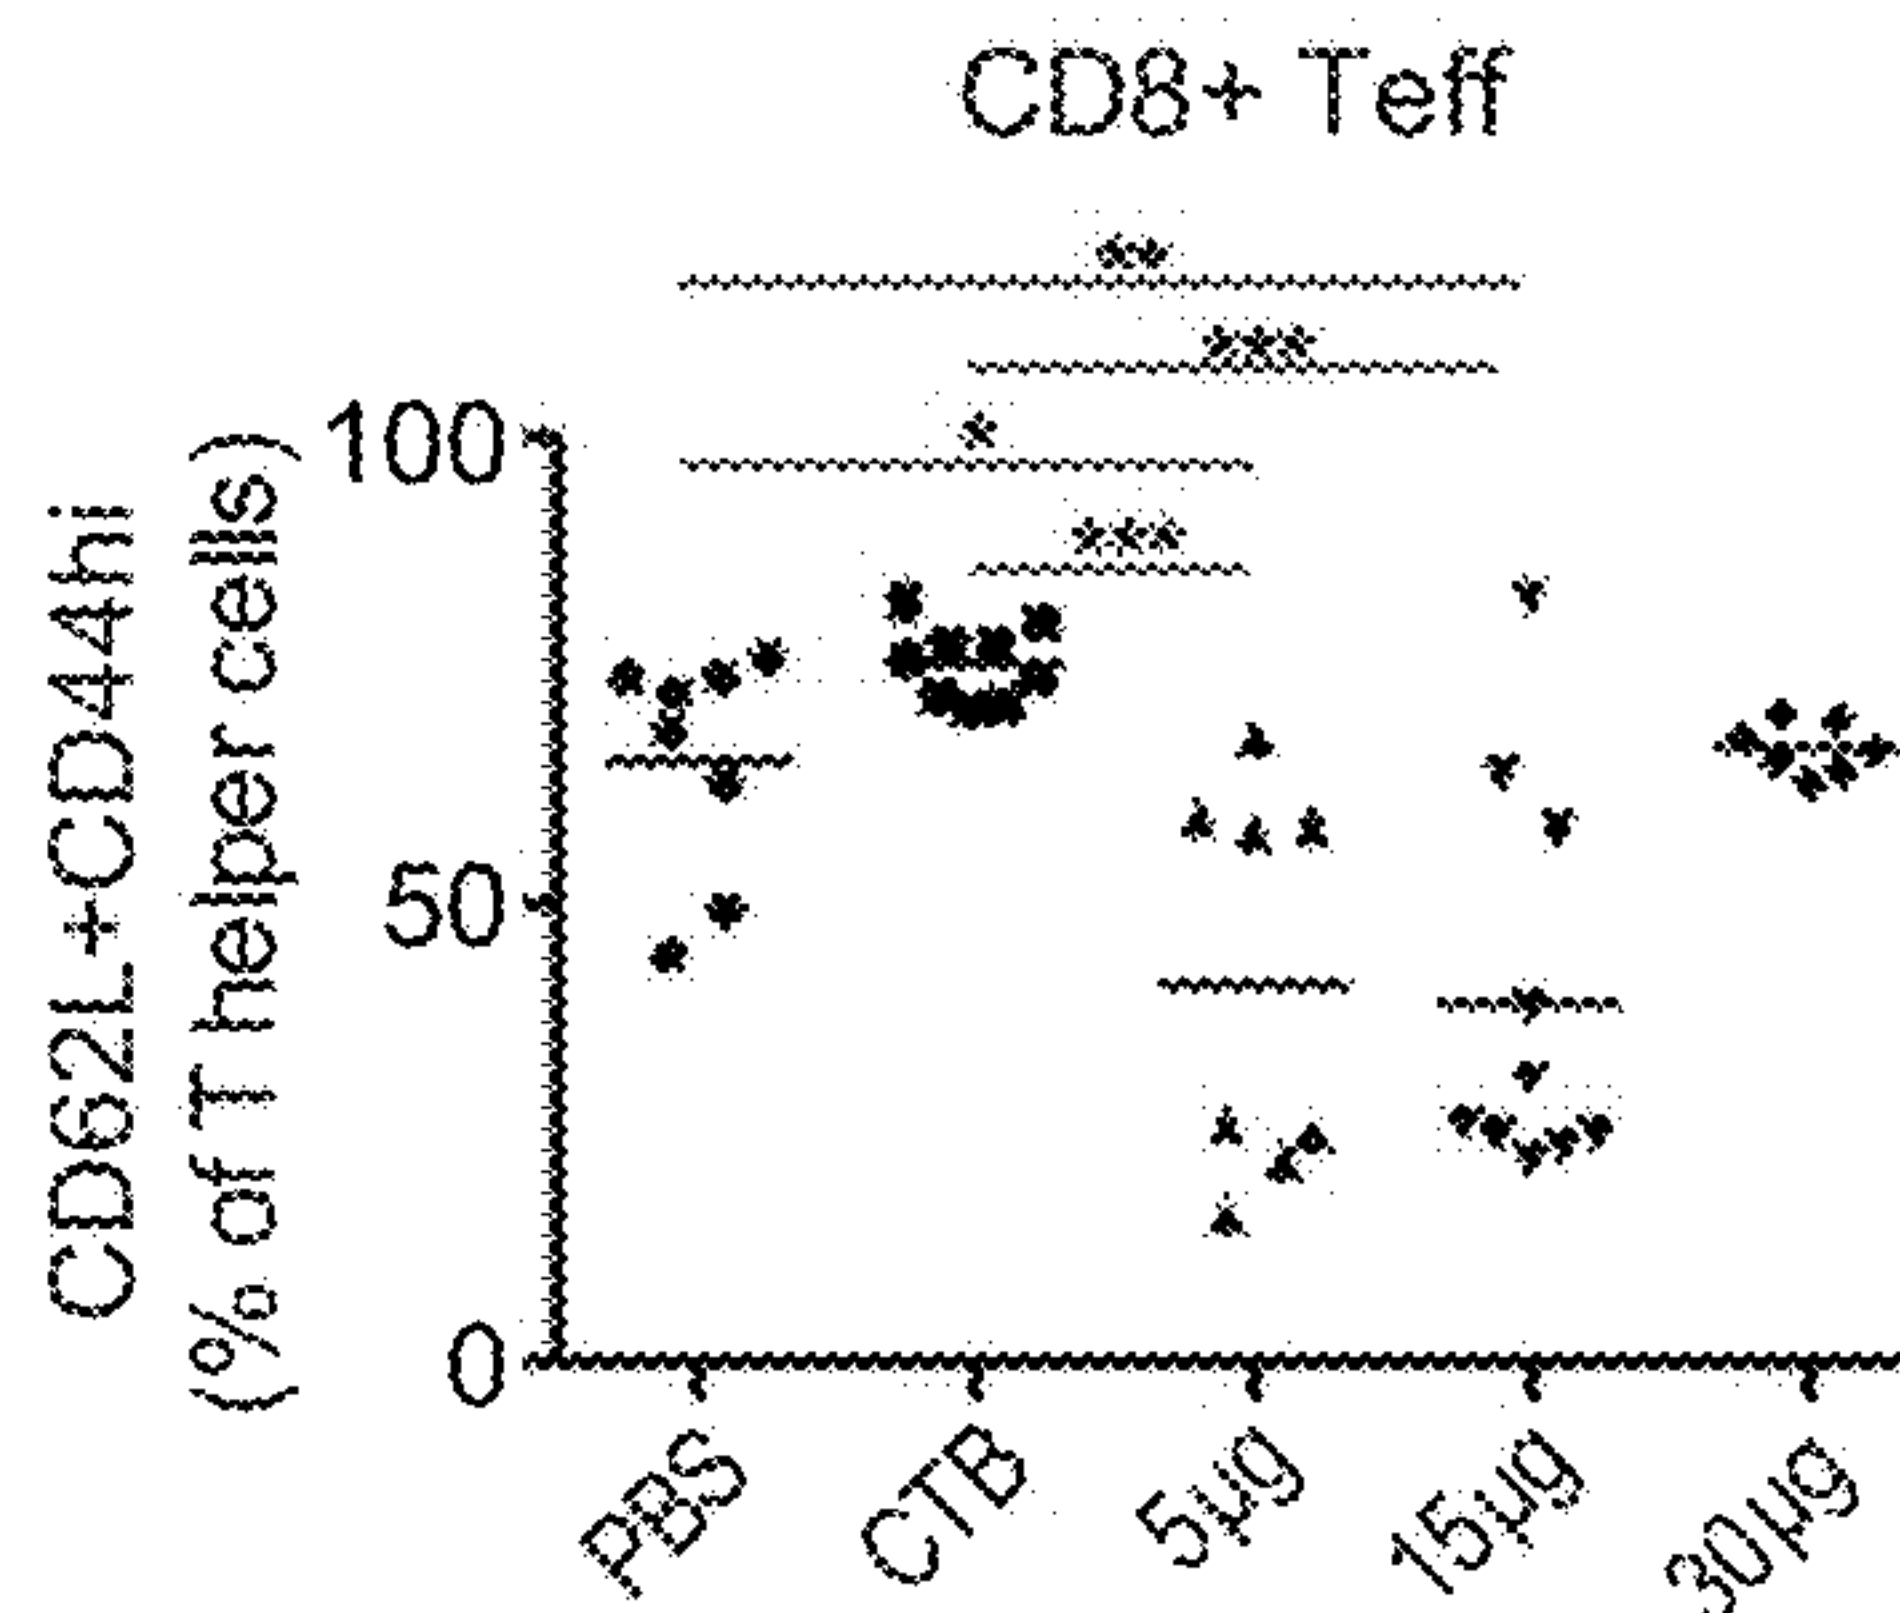 CD8+ Teff
**
***
*
***
CD62L+CD44hi
(% of T helper cells)
100
50
0
PBS
CTB
5µg
15µg
30µg